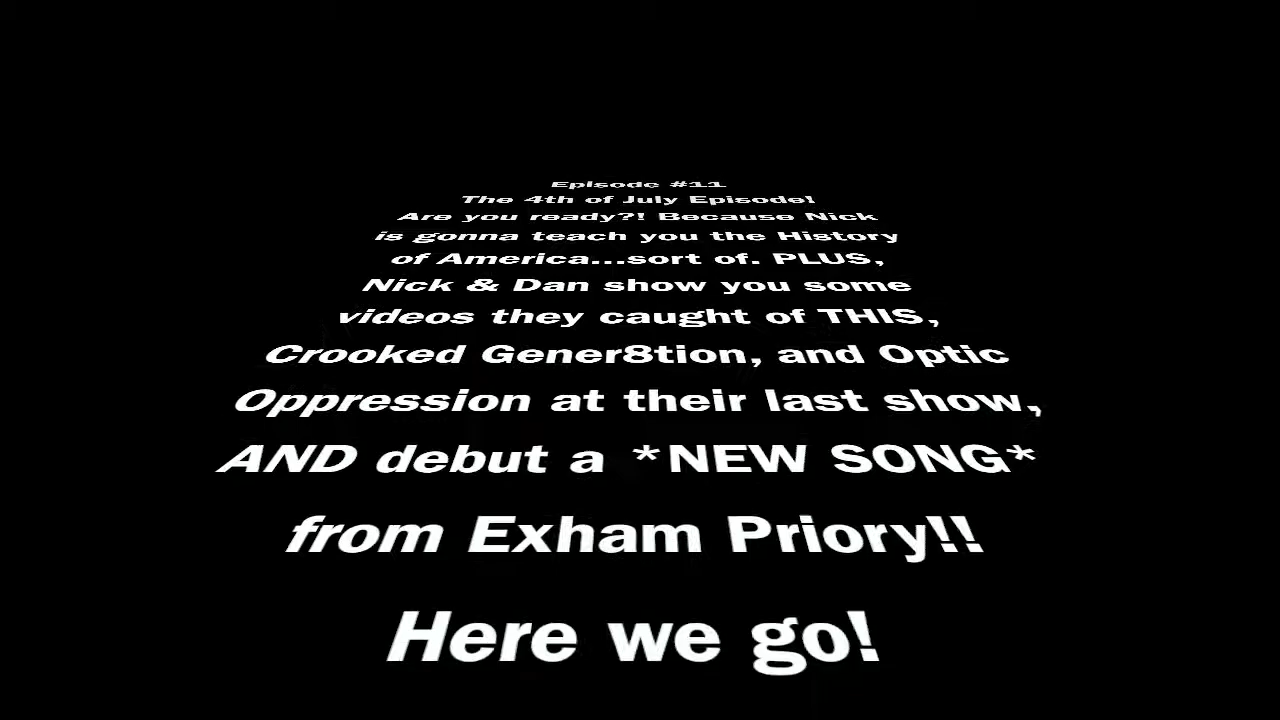 Episode #11
The 4th of July Episode!
Are you ready?! Because Nick
is gonna teach you the History
of America...sort of. PLUS,
Nick & Dan show you some
videos they caught of THIS,
Crooked Gener8tion, and Optic
Oppression at their last show,
AND debut a *NEW SONG*
from Exham Priory!!
Here we go!